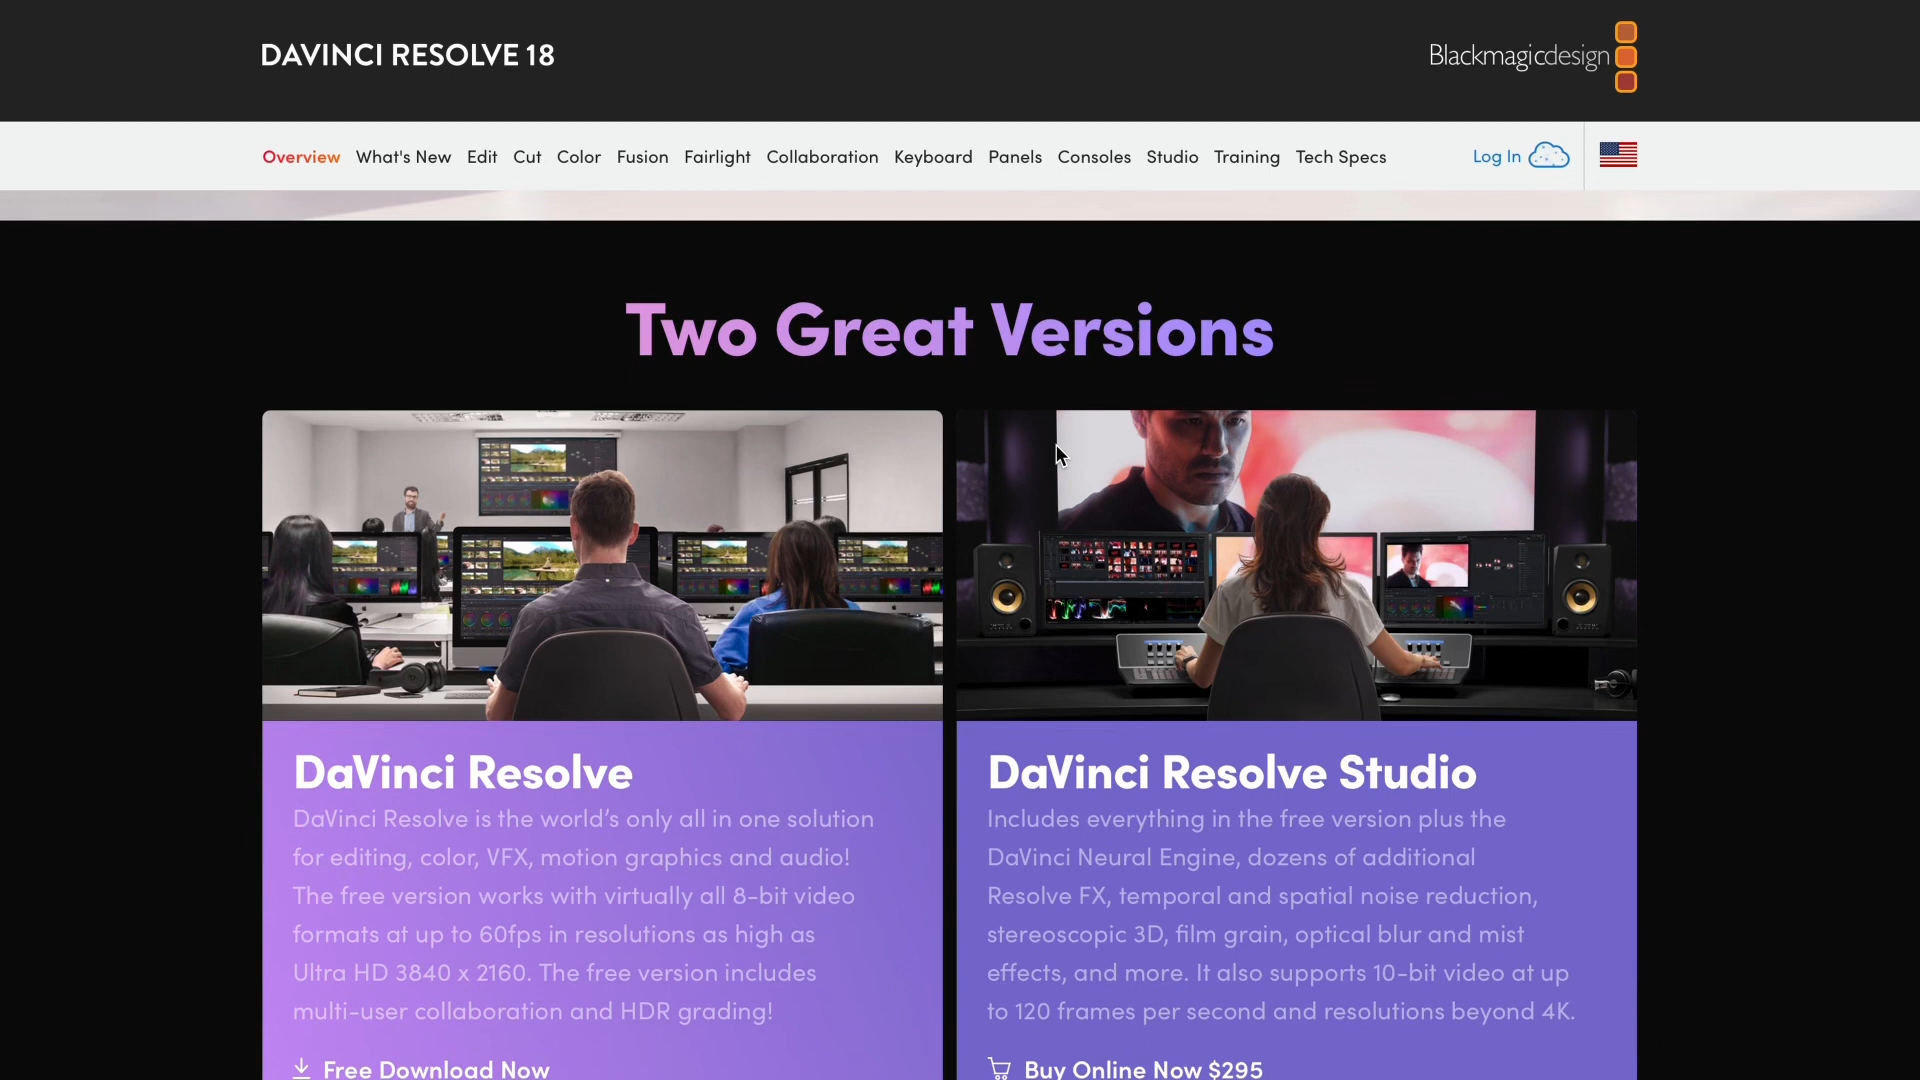 DAVINCI RESOLVE 18
Blackmagicdesign
Overview What's New Edit Cut Color Fusion Fairlight Collaboration Keyboard Panels Consoles Studio Training Tech Specs Log In
Two Great Versions
DaVinci Resolve
DaVinci Resolve is the world’s only all in one solution
for editing, color, VFX, motion graphics and audio!
The free version works with virtually all 8-bit video
formats at up to 60fps in resolutions as high as
Ultra HD 3840 x 2160. The free version includes
multi-user collaboration and HDR grading!
Free Download Now
DaVinci Resolve Studio
Includes everything in the free version plus the
DaVinci Neural Engine, dozens of additional
Resolve FX, temporal and spatial noise reduction,
stereoscopic 3D, film grain, optical blur and mist
effects, and more. It also supports 10-bit video at up
to 120 frames per second and resolutions beyond 4K.
Buy Online Now $295